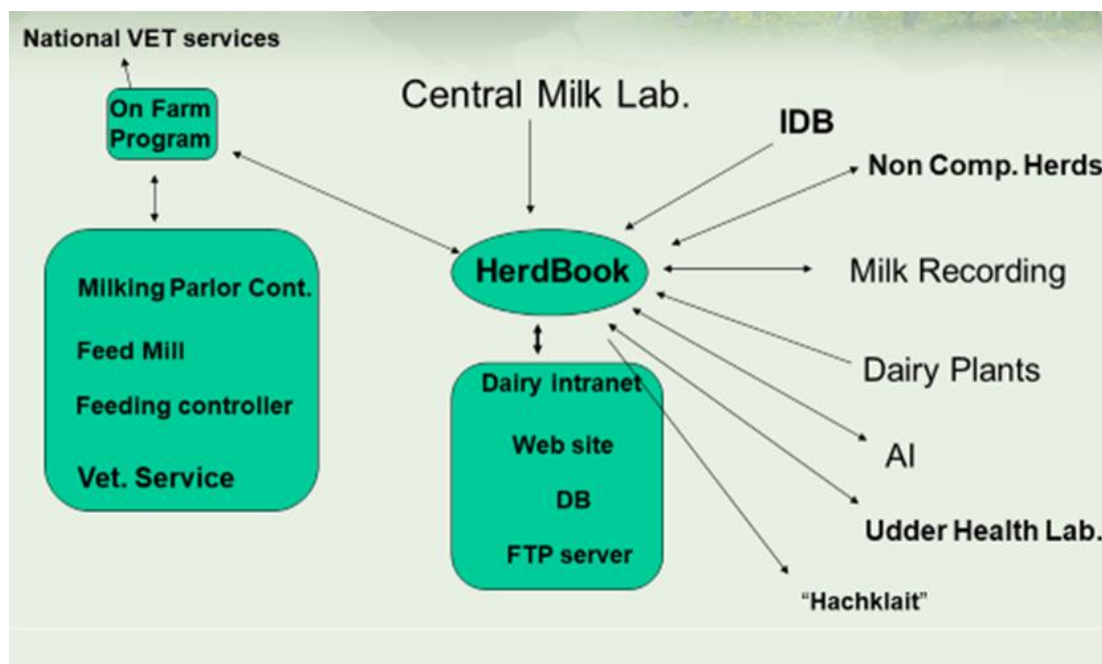 National VET services
On Farm
Program
Central Milk Lab.
IDB
Non Comp. Herds
HerdBook
Milk Recording
Milking Parlor Cont.
Feed Mill
Feeding controller
Vet. Service
Dairy intranet
Web site
DB
FTP server
Dairy Plants
AI
Udder Health Lab.
“Hachklait”